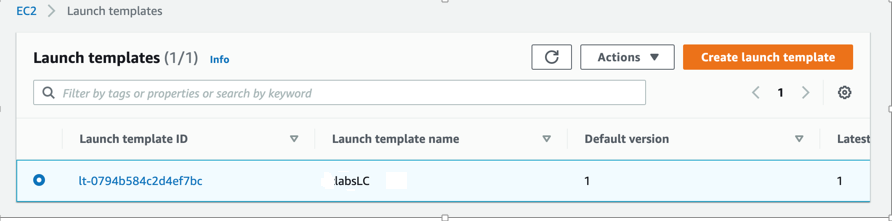 EC2 > Launch templates
Launch templates (1/1) Info Actions Create launch template
Filter by tags or properties or search by keyword 1
Launch template ID Launch template name Default version Latest
lt-0794b584c2d4ef7bc labsLC 1 1